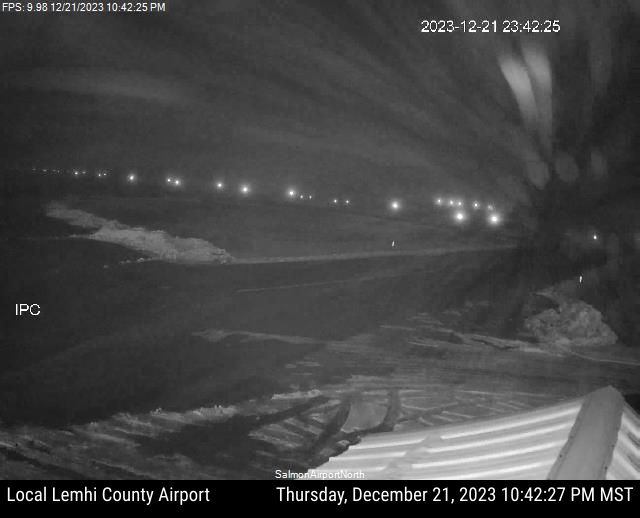 FPS: 9.98 12/21/2023 10:42:25 PM
2023-12-21 23:42:25
IPC
SalmonAirportNorth
Local Lemhi County Airport Thursday, December 21, 2023 10:42:27 PM MST